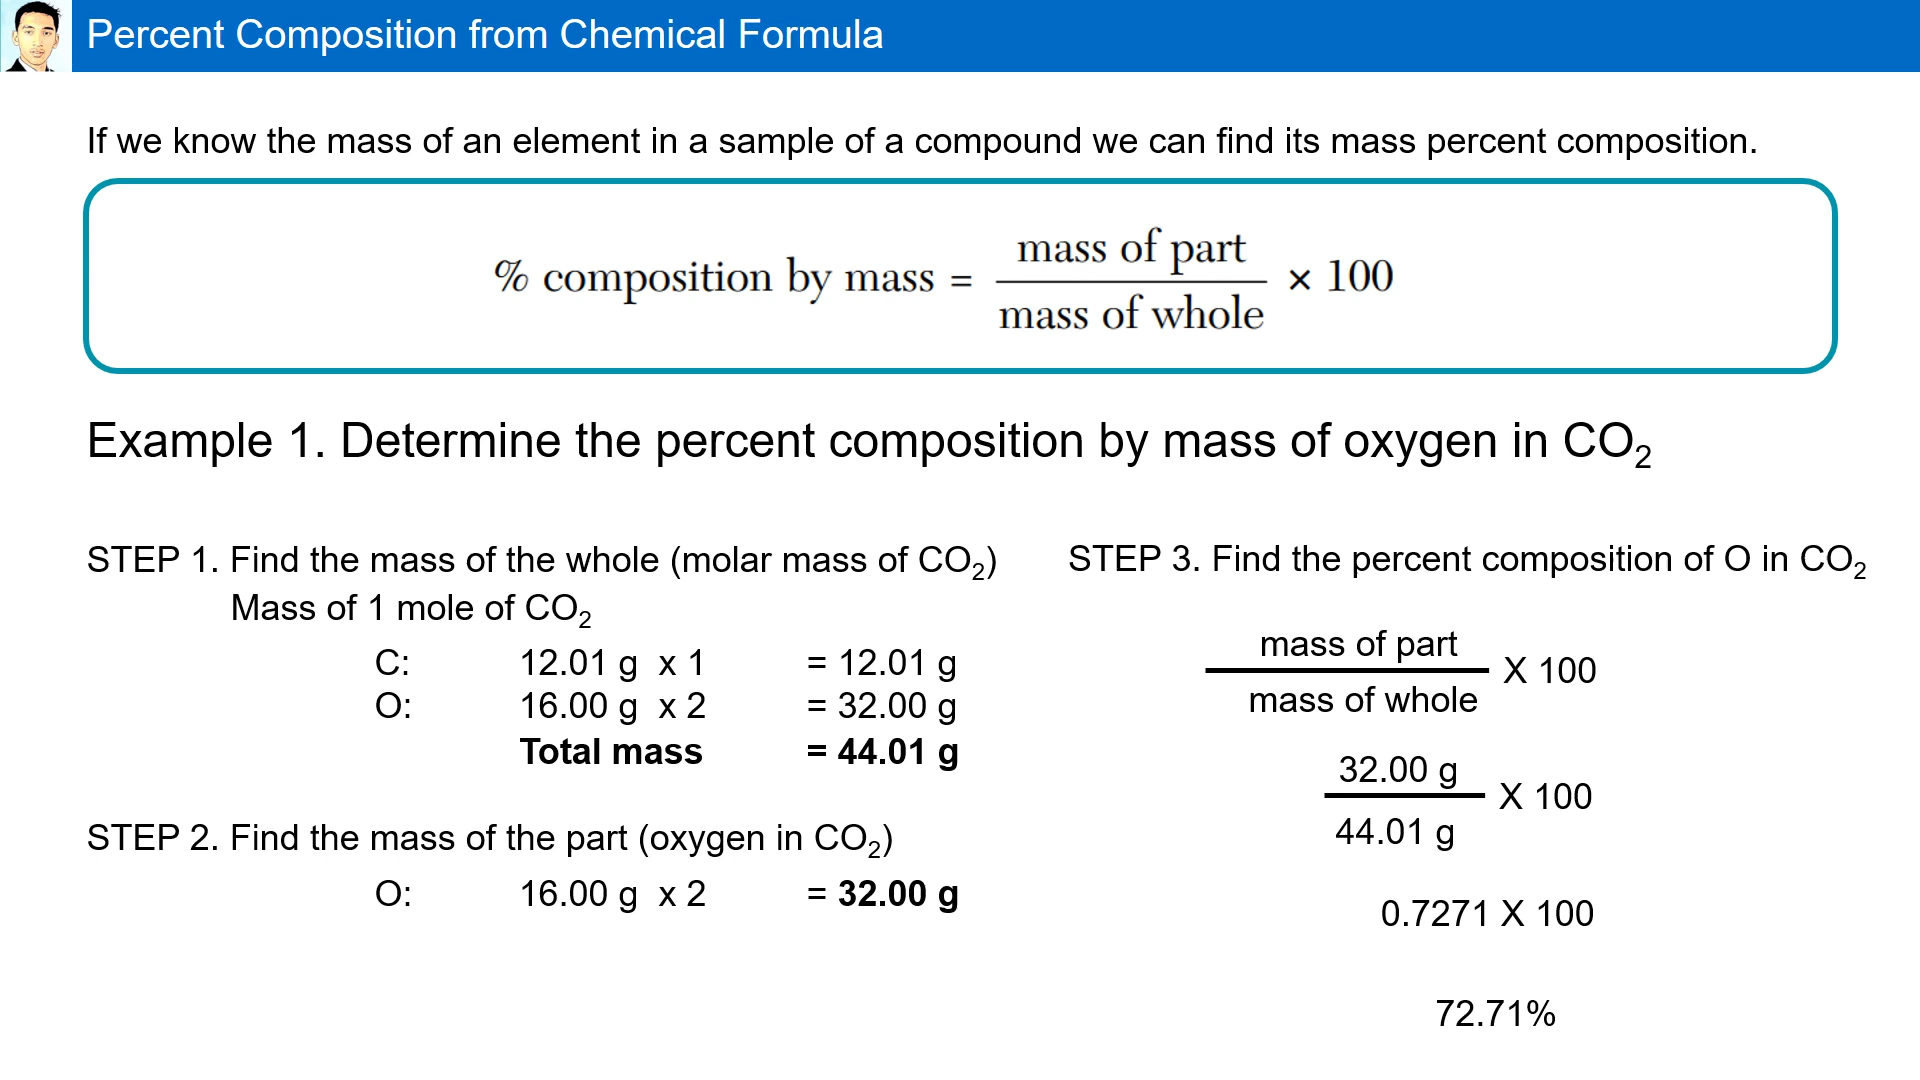 Percent Composition from Chemical Formula
If we know the mass of an element in a sample of a compound we can find its mass percent composition.
% composition by mass = mass of part / mass of whole × 100
Example 1. Determine the percent composition by mass of oxygen in CO₂
STEP 1. Find the mass of the whole (molar mass of CO₂)
Mass of 1 mole of CO₂
C: 12.01 g x 1 = 12.01 g
O: 16.00 g x 2 = 32.00 g
Total mass = 44.01 g
STEP 2. Find the mass of the part (oxygen in CO₂)
O: 16.00 g x 2 = 32.00 g
STEP 3. Find the percent composition of O in CO₂
mass of part
mass of whole
X 100
32.00 g
44.01 g
X 100
0.7271 X 100
72.71%